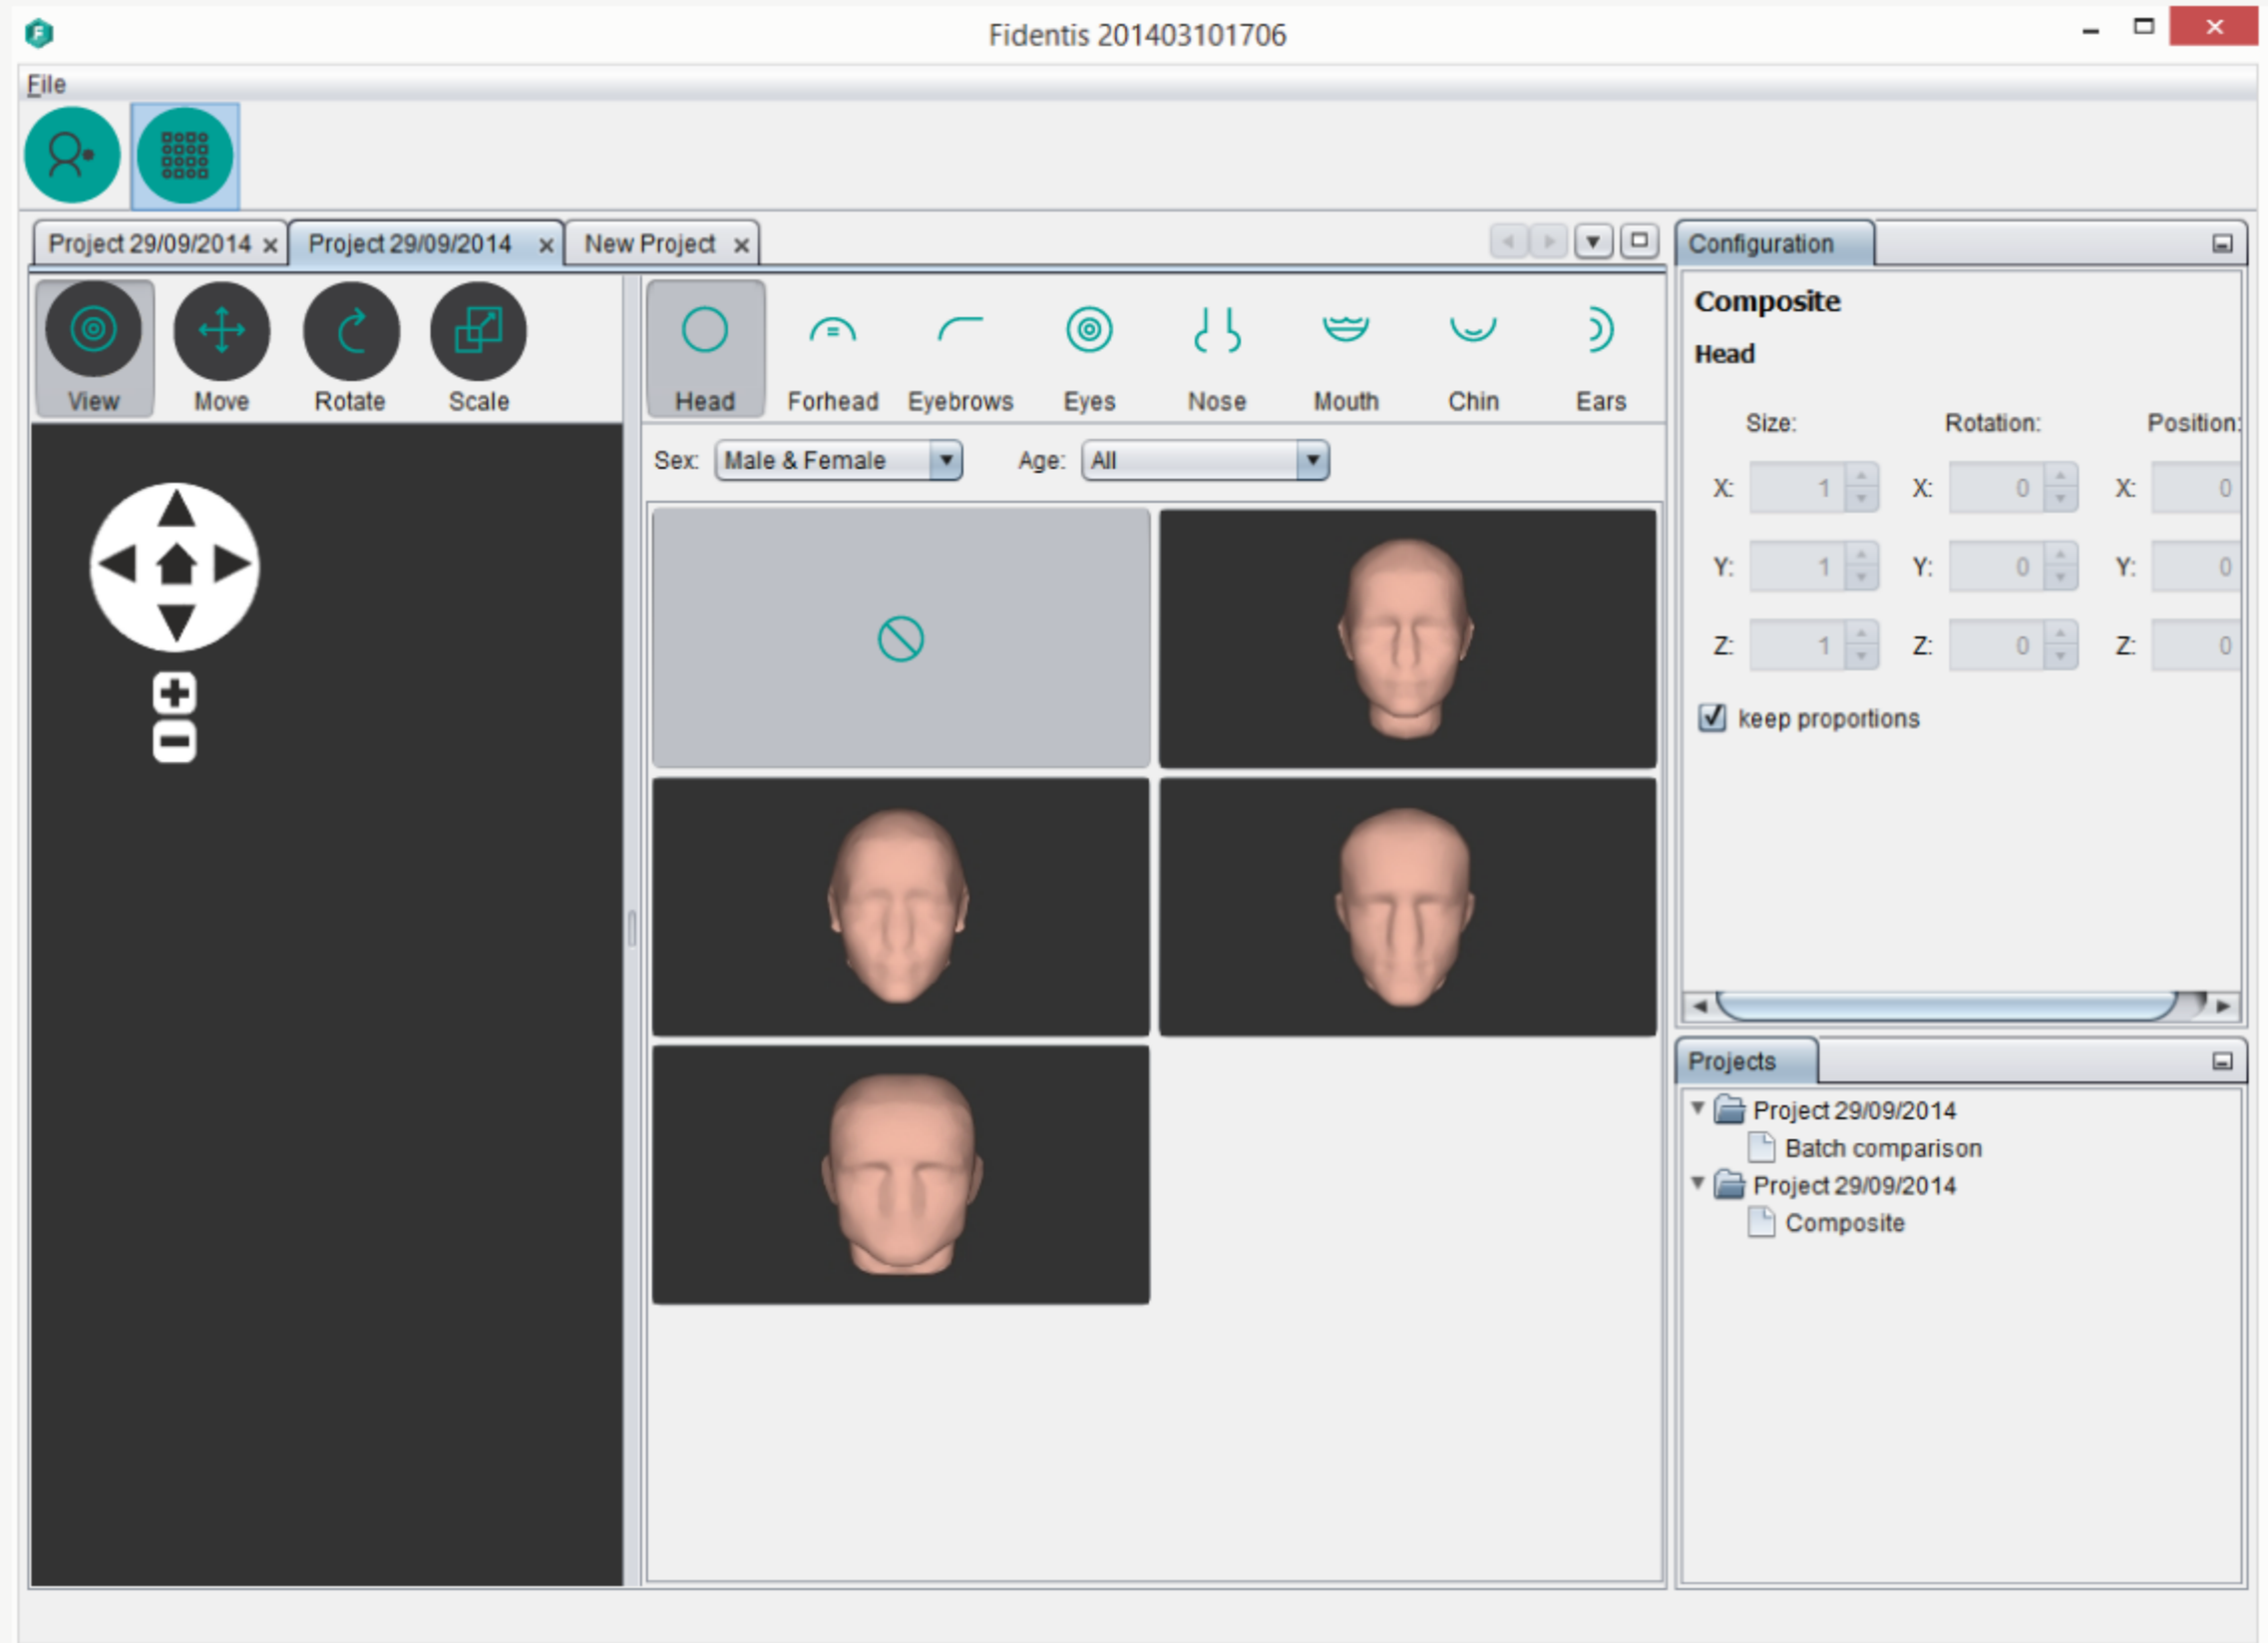 Fidentis 201403101706
File
Project 29/09/2014
Project 29/09/2014
New Project
View
Move
Rotate
Scale
Head
Forhead
Eyebrows
Eyes
Nose
Mouth
Chin
Ears
Sex: Male & Female
Age: All
Configuration
Composite
Head
Size: Rotation: Position:
X: 1 X: 0 X: 0
Y: 1 Y: 0 Y: 0
Z: 1 Z: 0 Z: 0
keep proportions
Projects
Project 29/09/2014
Batch comparison
Project 29/09/2014
Composite